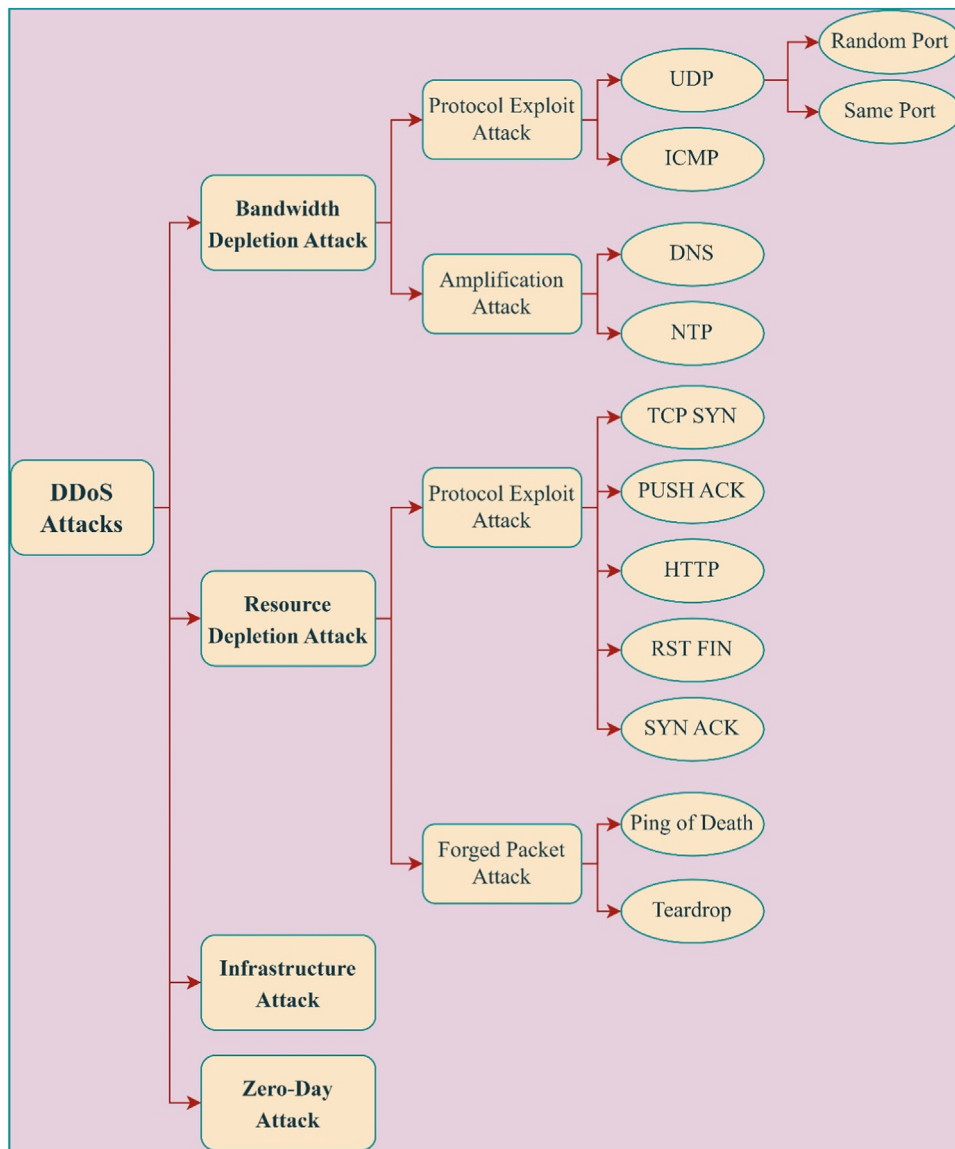 Random Port
UDP
Same Port
Protocol Exploit
Attack
ICMP
Bandwidth
Depletion Attack
DNS
Amplification
Attack
NTP
TCP SYN
DDoS
Attacks
Protocol Exploit
Attack
PUSH ACK
HTTP
Resource
Depletion Attack
RST FIN
SYN ACK
Ping of Death
Forged Packet
Attack
Teardrop
Infrastructure
Attack
Zero-Day
Attack